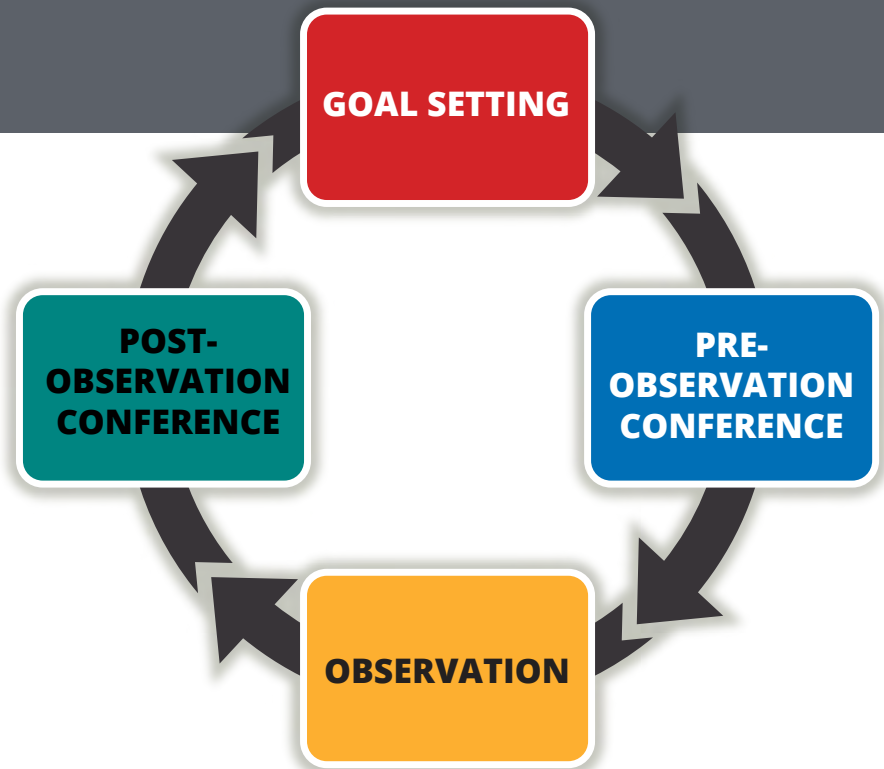 GOAL SETTING
PRE-
OBSERVATION
CONFERENCE
OBSERVATION
POST-
OBSERVATION
CONFERENCE